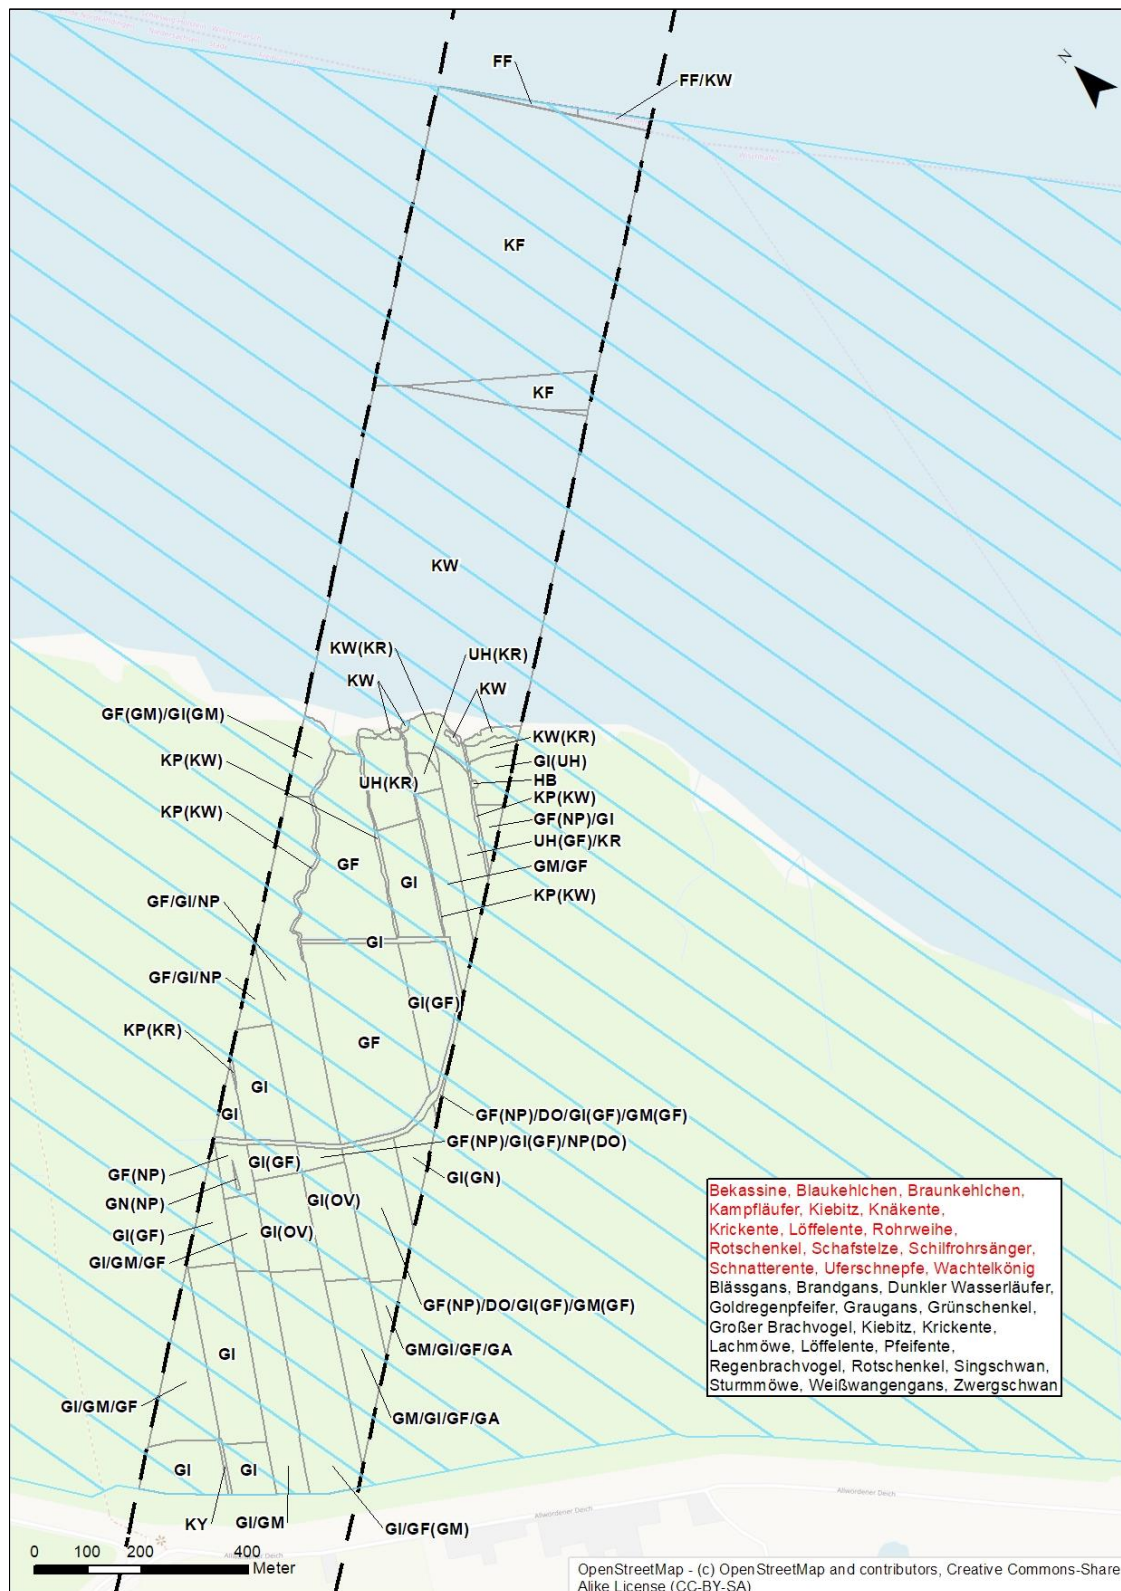 N
FF
FF/KW
KF
KF
KW
KW(KR)
UH(KR)
KW
KW
GF(GM)/GI(GM)
KW(KR)
KP(KW)
GI(UH)
UH(KR)
HB
KP(KW)
KP(KW)
GF(NP)/GI
UH(GF)/KR
GF
GM/GF
GI
KP(KW)
GF/GI/NP
GI
GF/GI/NP
GI(GF)
KP(KR)
GF
GI
GI
GF(NP)/DO/GI(GF)/GM(GF)
GF(NP)/GI(GF)/NP(DO)
GF(NP)
GI(GF)
GI(GN)
GN(NP)
GI(OV)
GI(GF)
GI(OV)
GI/GM/GF
GF(NP)/DO/GI(GF)/GM(GF)
GM/GI/GF/GA
GI
GI/GM/GF
GM/GI/GF/GA
GI
GI
KY
GI/GM
GI/GF(GM)
Bekassine, Blaukehlchen, Braunkehlchen,
Kampfläufer, Kiebitz, Knäkente,
Krickente, Löffelente, Rohrweihe,
Rotschenkel, Schafstelze, Schilfrohrsänger,
Schnatterente, Uferschnepfe, Wachtelkönig
Blässgans, Brandgans, Dunkler Wasserläufer,
Goldregenpfeifer, Graugans, Grünschenkel,
Großer Brachvogel, Kiebitz, Krickente,
Lachmöwe, Löffelente, Pfeifente,
Regenbrachvogel, Rotschenkel, Singschwan,
Sturmmöwe, Weißwangengans, Zwergschwan
Allwördener Deich
Allwördener Deich
Allwördener Deich
0 100 200 400
Meter
OpenStreetMap - (c) OpenStreetMap and contributors, Creative Commons-Share
Alike License (CC-BY-SA)